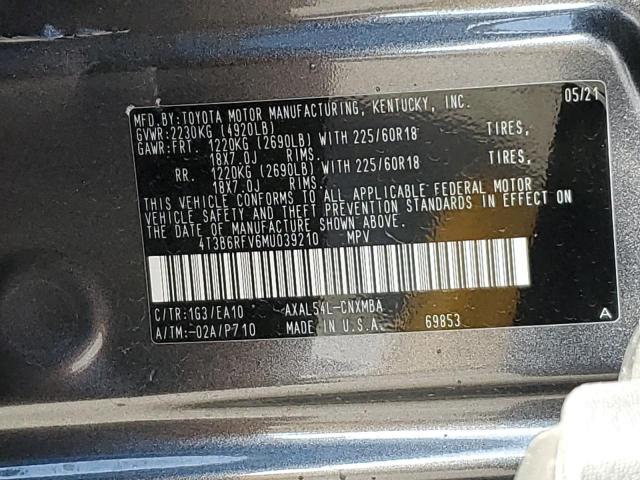 MFD.BY:TOYOTA MOTOR MANUFACTURING, KENTUCKY, INC. 05/21
GVWR:2230KG (4920LB)
GAWR:FRT. 1220KG (2690LB) WITH 225/60R18 TIRES,
18X7.0J RIMS.
RR. 1220KG (2690LB) WITH 225/60R18 TIRES,
18X7.0J RIMS.
THIS VEHICLE CONFORMS TO ALL APPLICABLE FEDERAL MOTOR
VEHICLE SAFETY AND THEFT PREVENTION STANDARDS IN EFFECT ON
THE DATE OF MANUFACTURE SHOWN ABOVE.
4T3B6RFV6MU039210 MPV
C/TR:1G3/EA10 AXAL54L-CNXMBA
A/TM:-02A/P710 MADE IN U.S.A. 69853 A